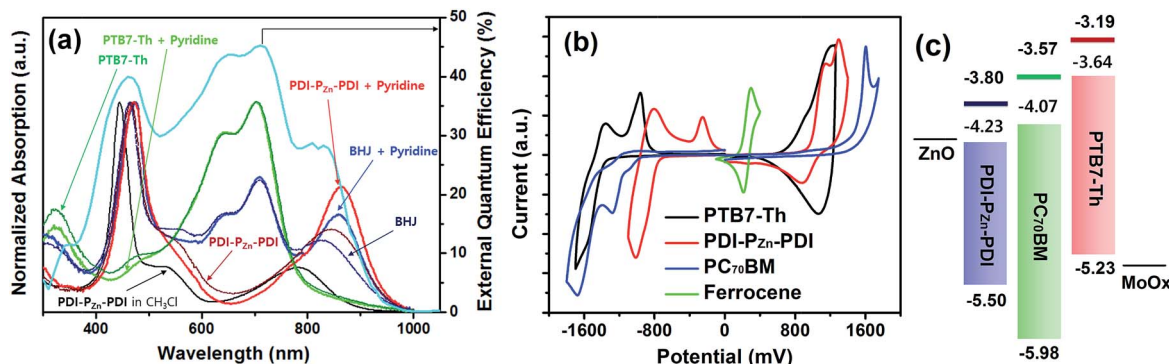 (a)
PTB7-Th + Pyridine
PTB7-Th
PDI-PZn-PDI + Pyridine
BHJ + Pyridine
BHJ
PDI-PZn-PDI
PDI-PZn-PDI in CH3Cl
Normalized Absorption (a.u.)
External Quantum Efficiency (%)
50
40
30
20
10
0
400
600
800
1000
Wavelength (nm)
(b)
Current (a.u.)
PTB7-Th
PDI-PZn-PDI
PC70BM
Ferrocene
-1600
-800
0
800
1600
Potential (mV)
(c)
-3.19
-3.57
-3.64
-3.80
-4.07
-4.23
ZnO
PDI-PZn-PDI
PC70BM
PTB7-Th
-5.23
MoOx
-5.50
-5.98